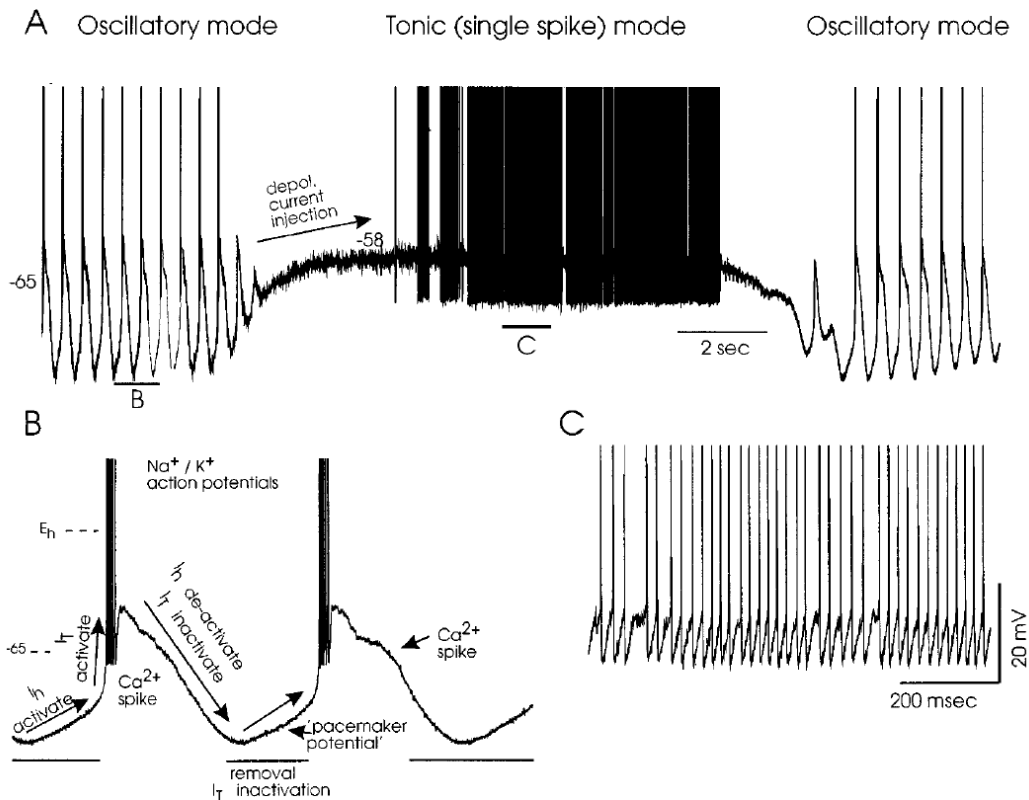 A
Oscillatory mode
Tonic (single spike) mode
Oscillatory mode
depol.
current
injection
-58
-65
B
C
2 sec
B
Na+ / K+
action potentials
Eh
-65
Ih
activate
IT
activate
Ca2+
spike
Ih de-activate
IT inactivate
Ca2+
spike
'pacemaker
potential'
removal
IT inactivation
C
20 mV
200 msec